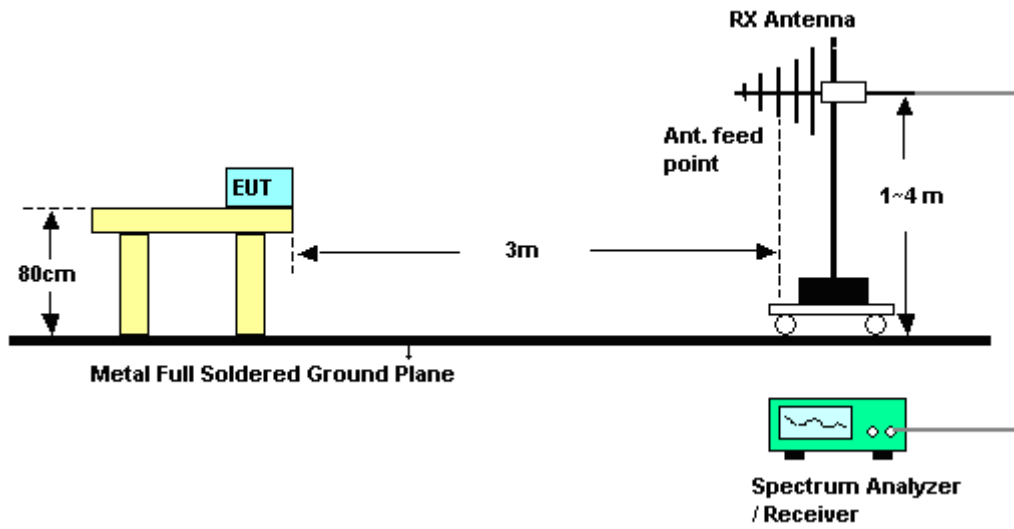 RX Antenna
Ant. feed
point
EUT
1~4 m
3m
80cm
Metal Full Soldered Ground Plane
Spectrum Analyzer
/ Receiver